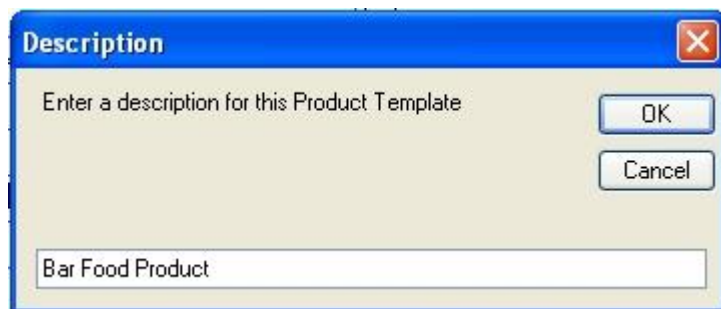 Description
Enter a description for this Product Template
OK
Cancel
Bar Food Product